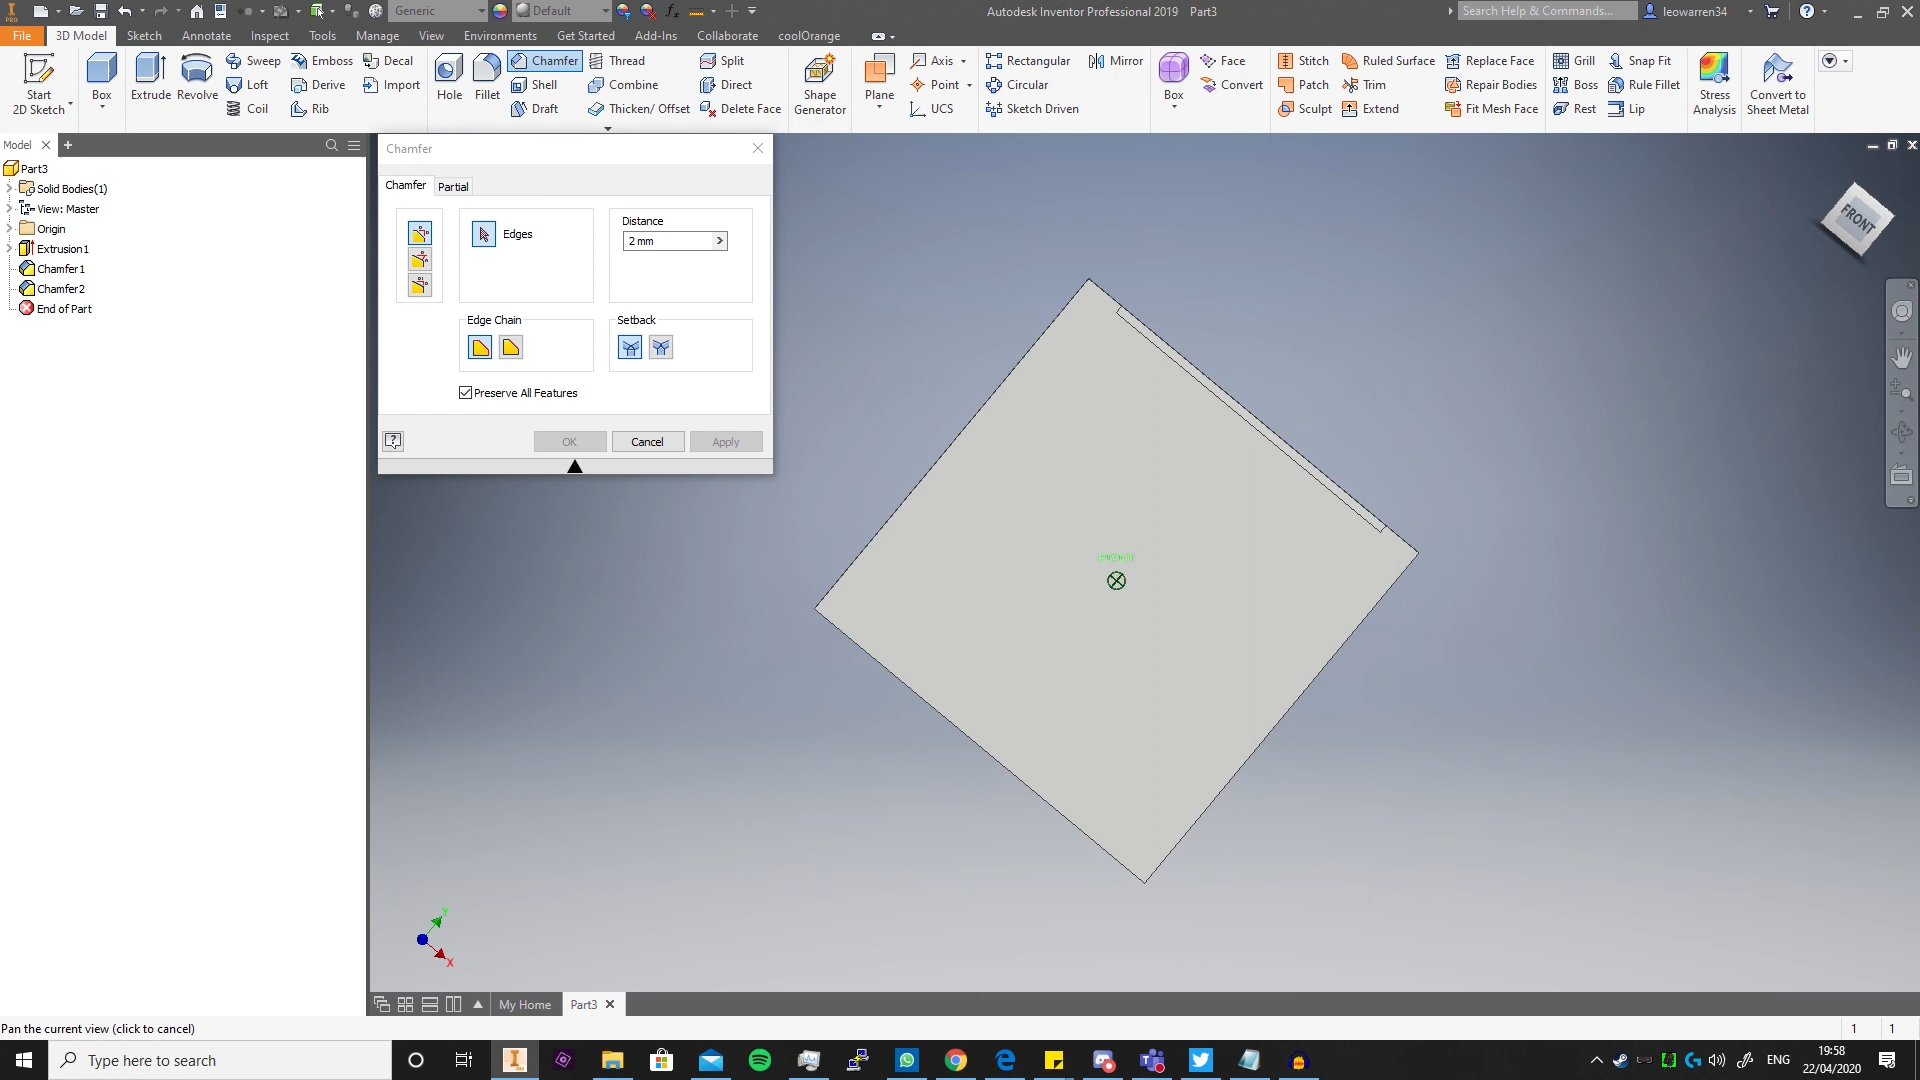 PRO
Generic
Default
Autodesk Inventor Professional 2019 Part3
Search Help & Commands...
leowarren34
File
3D Model
Sketch
Annotate
Inspect
Tools
Manage
View
Environments
Get Started
Add-Ins
Collaborate
coolOrange
Start
2D Sketch
Box
Extrude
Revolve
Sweep
Loft
Coil
Emboss
Derive
Rib
Decal
Import
Hole
Fillet
Chamfer
Shell
Draft
Thread
Combine
Thicken/ Offset
Split
Direct
Delete Face
Shape
Generator
Plane
Axis
Point
UCS
Rectangular
Circular
Sketch Driven
Mirror
Box
Face
Convert
Stitch
Patch
Sculpt
Ruled Surface
Trim
Extend
Replace Face
Repair Bodies
Fit Mesh Face
Grill
Boss
Rest
Snap Fit
Rule Fillet
Lip
Stress
Analysis
Convert to
Sheet Metal
Model
Part3
Solid Bodies(1)
View: Master
Origin
Extrusion1
Chamfer1
Chamfer2
End of Part
Chamfer
Chamfer
Partial
Edges
Distance
2 mm
Edge Chain
Setback
Preserve All Features
OK
Cancel
Apply
FRONT
Y
X
My Home
Part3
Pan the current view (click to cancel)
1
1
Type here to search
ENG
19:58
22/04/2020